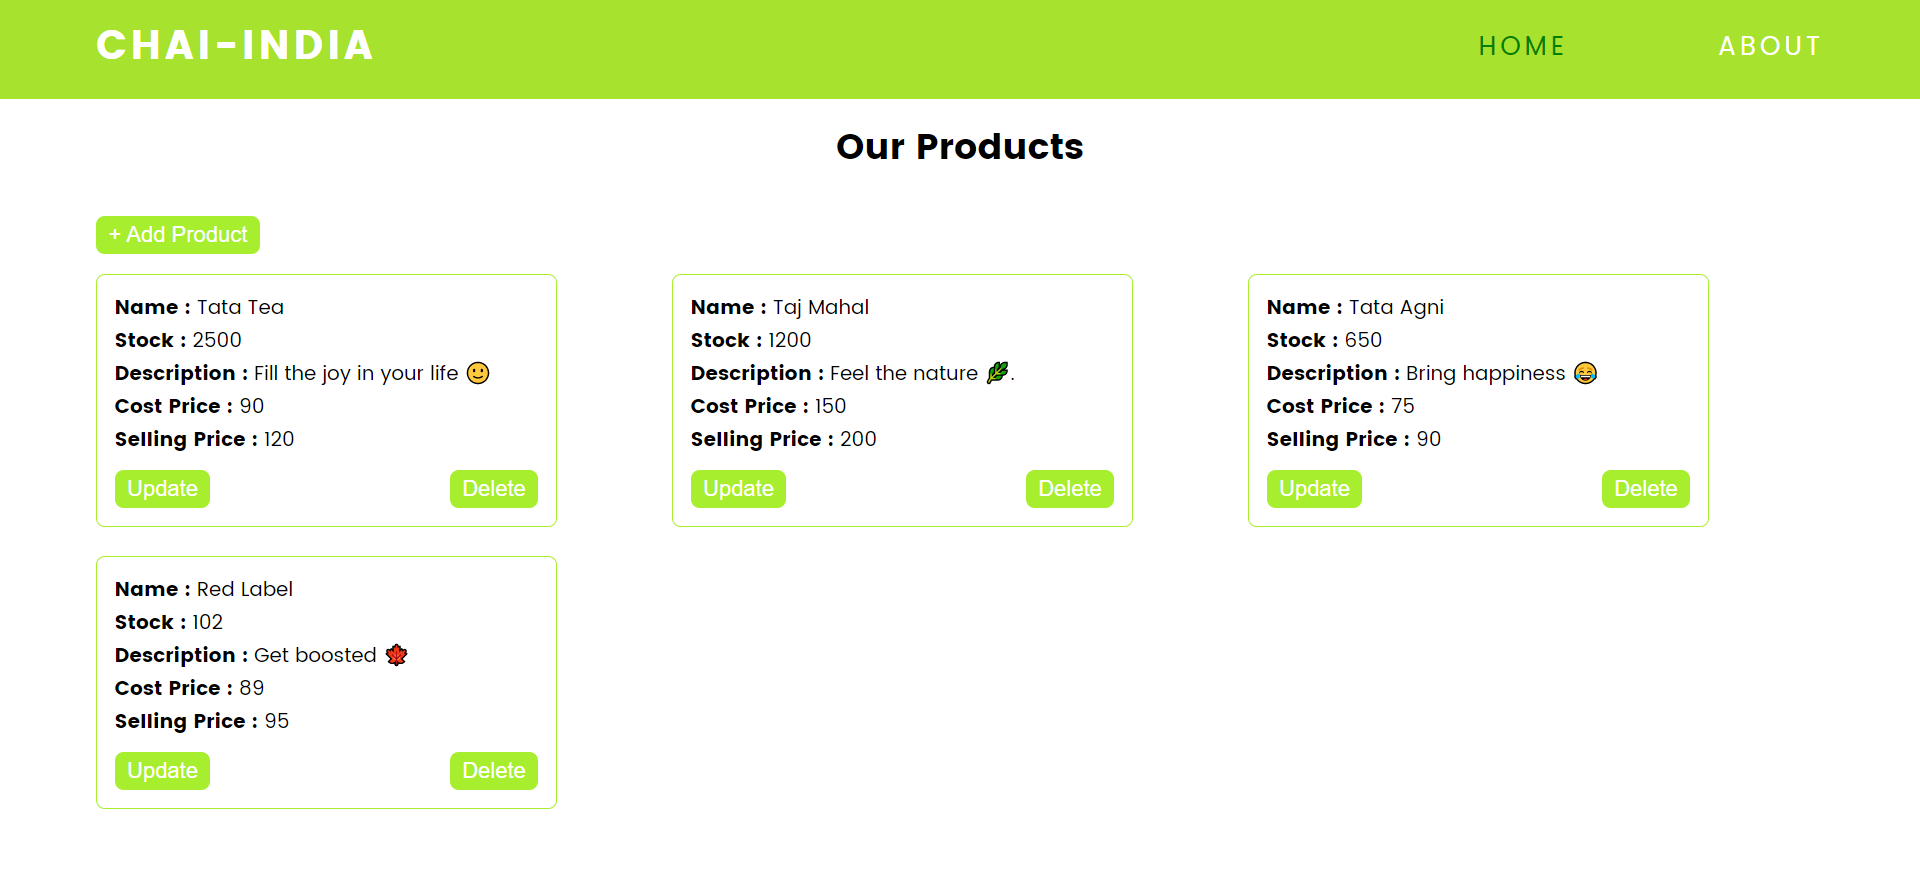 CHAI-INDIA
HOME
ABOUT
Our Products
+ Add Product
Name : Tata Tea
Stock : 2500
Description : Fill the joy in your life 🙂
Cost Price : 90
Selling Price : 120
Update
Delete
Name : Taj Mahal
Stock : 1200
Description : Feel the nature 🌿.
Cost Price : 150
Selling Price : 200
Update
Delete
Name : Tata Agni
Stock : 650
Description : Bring happiness 😂
Cost Price : 75
Selling Price : 90
Update
Delete
Name : Red Label
Stock : 102
Description : Get boosted 🍁
Cost Price : 89
Selling Price : 95
Update
Delete